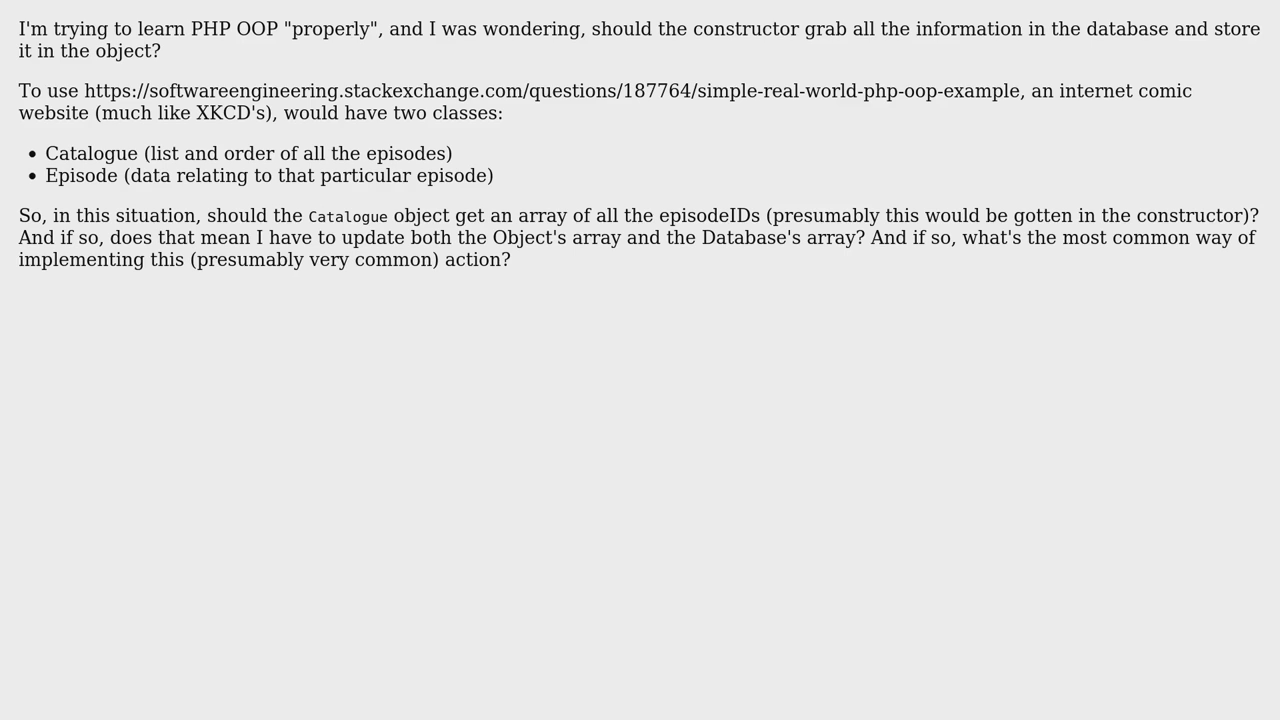 I'm trying to learn PHP OOP "properly", and I was wondering, should the constructor grab all the information in the database and store
it in the object?
To use https://softwareengineering.stackexchange.com/questions/187764/simple-real-world-php-oop-example, an internet comic
website (much like XKCD's), would have two classes:
• Catalogue (list and order of all the episodes)
• Episode (data relating to that particular episode)
So, in this situation, should the Catalogue object get an array of all the episodeIDs (presumably this would be gotten in the constructor)?
And if so, does that mean I have to update both the Object's array and the Database's array? And if so, what's the most common way of
implementing this (presumably very common) action?